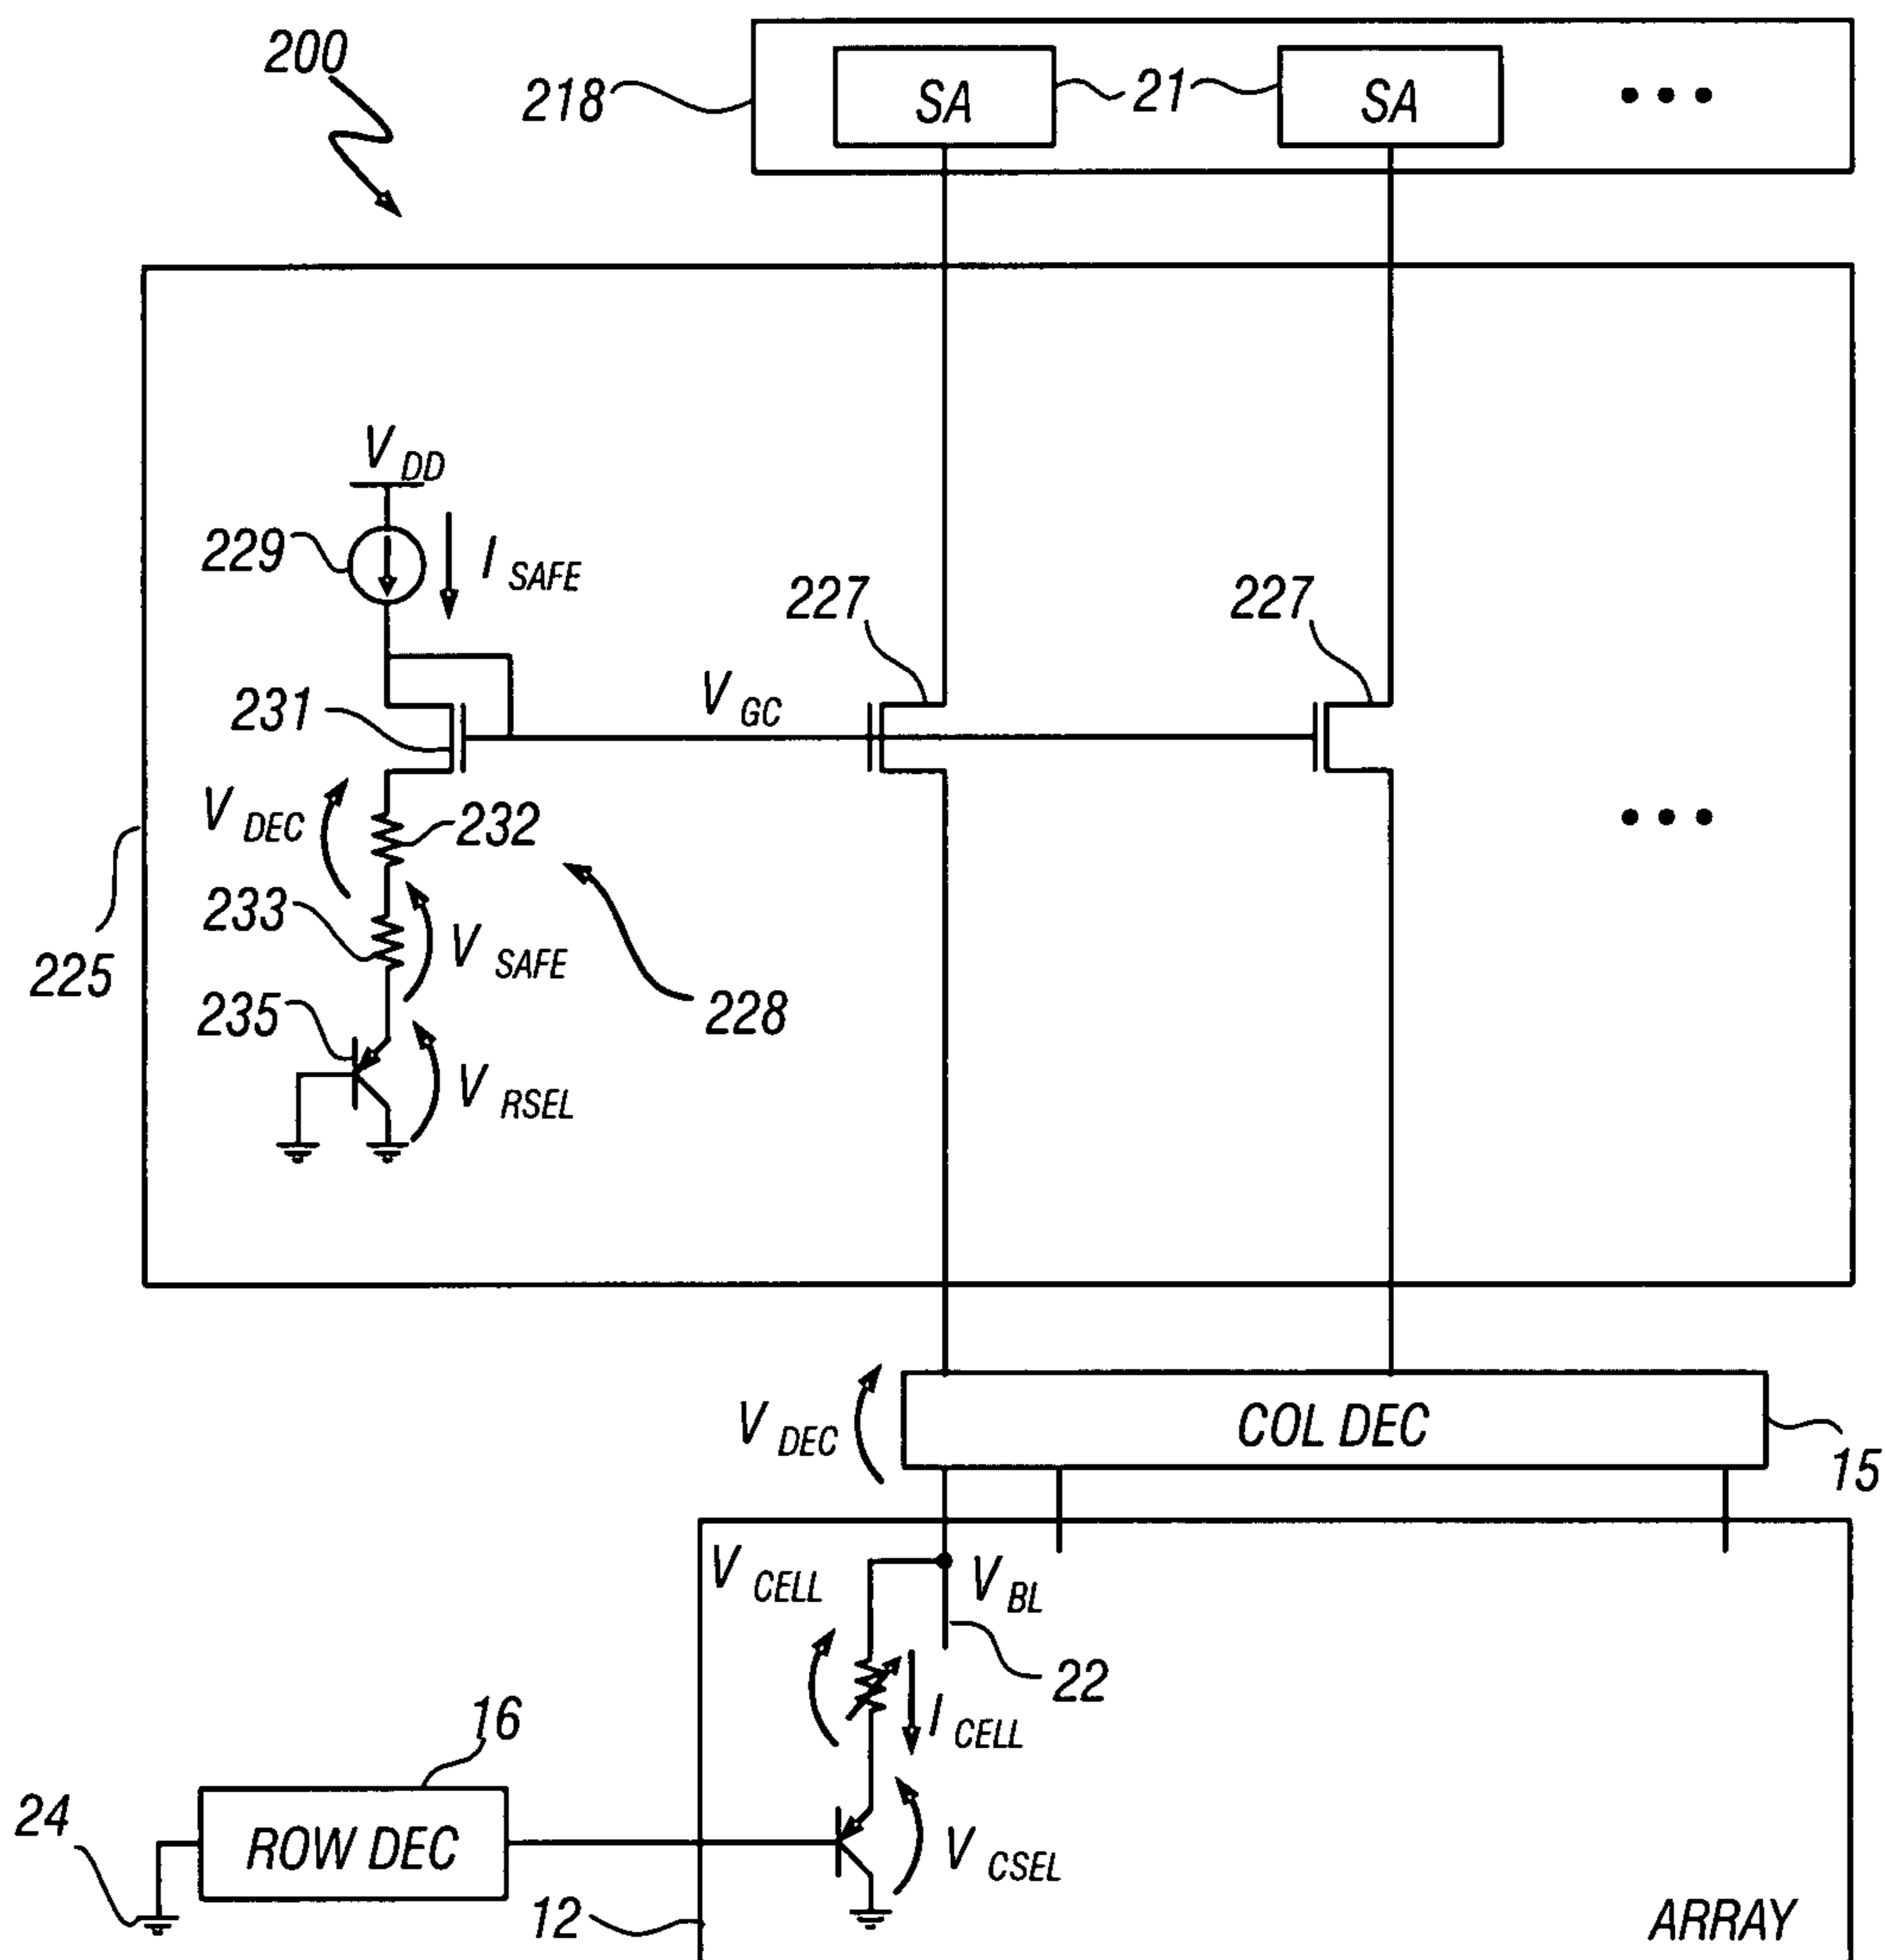 200
218
SA
21
SA
• • •
V DD
229
I SAFE
227
227
231
V GC
V DEC
232
• • •
233
V SAFE
225
235
228
V RSEL
V DEC
COL DEC
15
V CELL
V BL
22
16
I CELL
24
ROW DEC
V CSEL
12
ARRAY